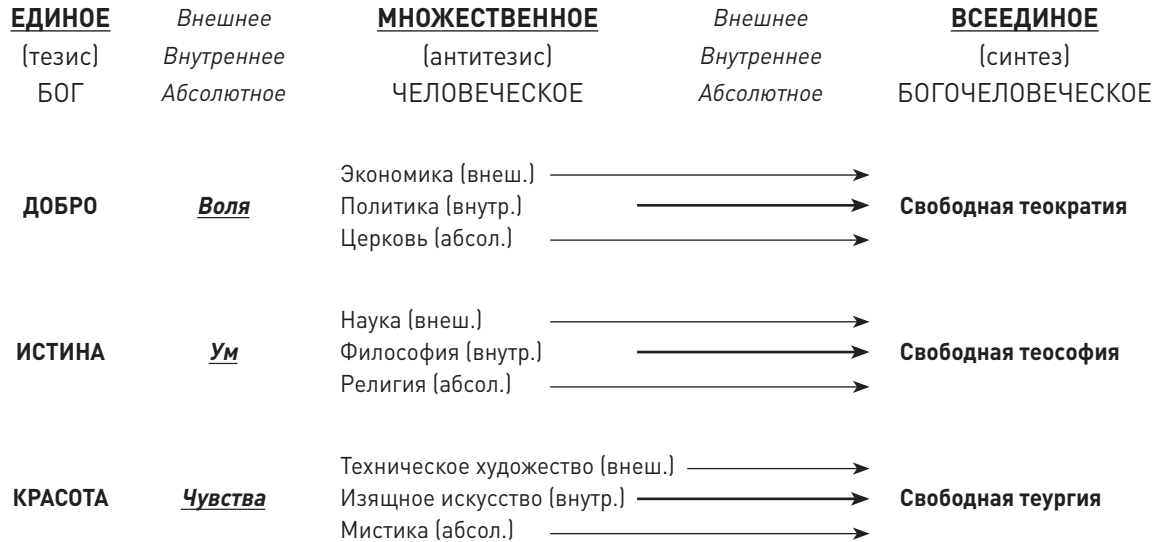 ЕДИНОЕ Внешнее МНОЖЕСТВЕННОЕ Внешнее ВСЕЕДИНОЕ
(тезис) Внутреннее (антитезис) Внутреннее (синтез)
БОГ Абсолютное ЧЕЛОВЕЧЕСКОЕ Абсолютное БОГОЧЕЛОВЕЧЕСКОЕ
Экономика (внеш.)
ДОБРО Воля Политика (внутр.) Свободная теократия
Церковь (абсол.)
Наука (внеш.)
ИСТИНА Ум Философия (внутр.) Свободная теософия
Религия (абсол.)
Техническое художество (внеш.)
КРАСОТА Чувства Изящное искусство (внутр.) Свободная теургия
Мистика (абсол.)